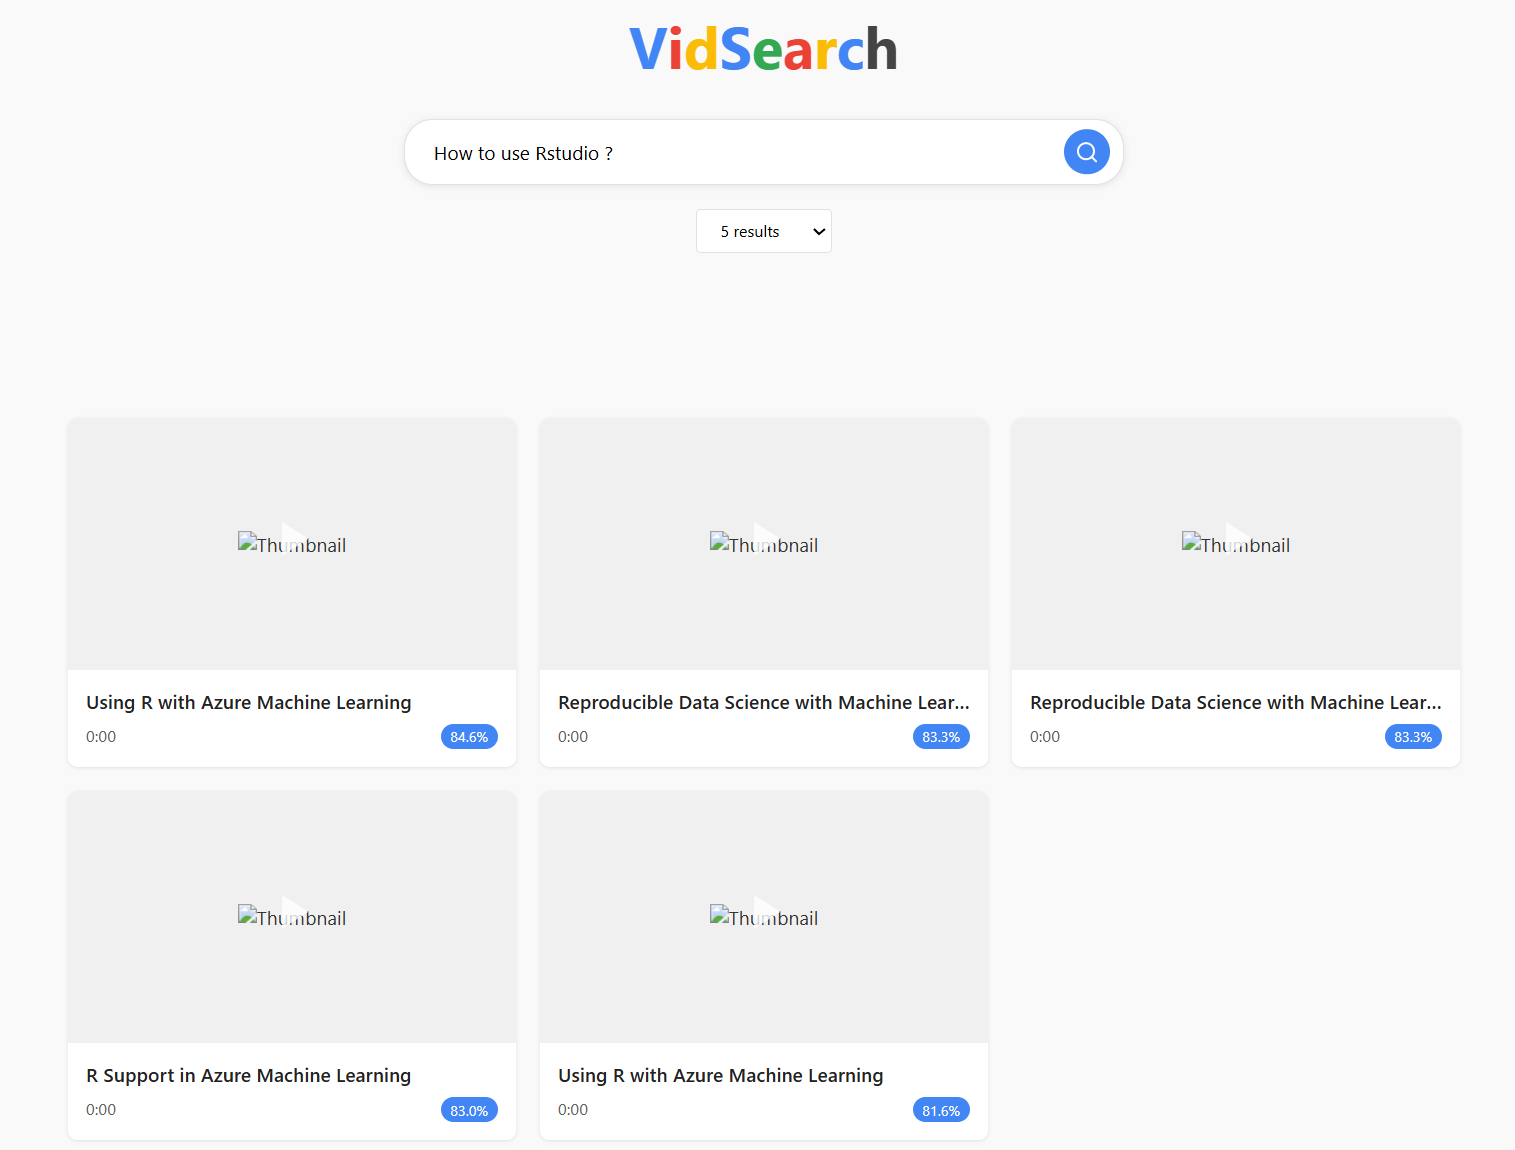 VidSearch
How to use Rstudio ?
5 results
Thumbnail
Thumbnail
Thumbnail
Using R with Azure Machine Learning
0:00
84.6%
Reproducible Data Science with Machine Lear...
0:00
83.3%
Reproducible Data Science with Machine Lear...
0:00
83.3%
Thumbnail
Thumbnail
R Support in Azure Machine Learning
0:00
83.0%
Using R with Azure Machine Learning
0:00
81.6%